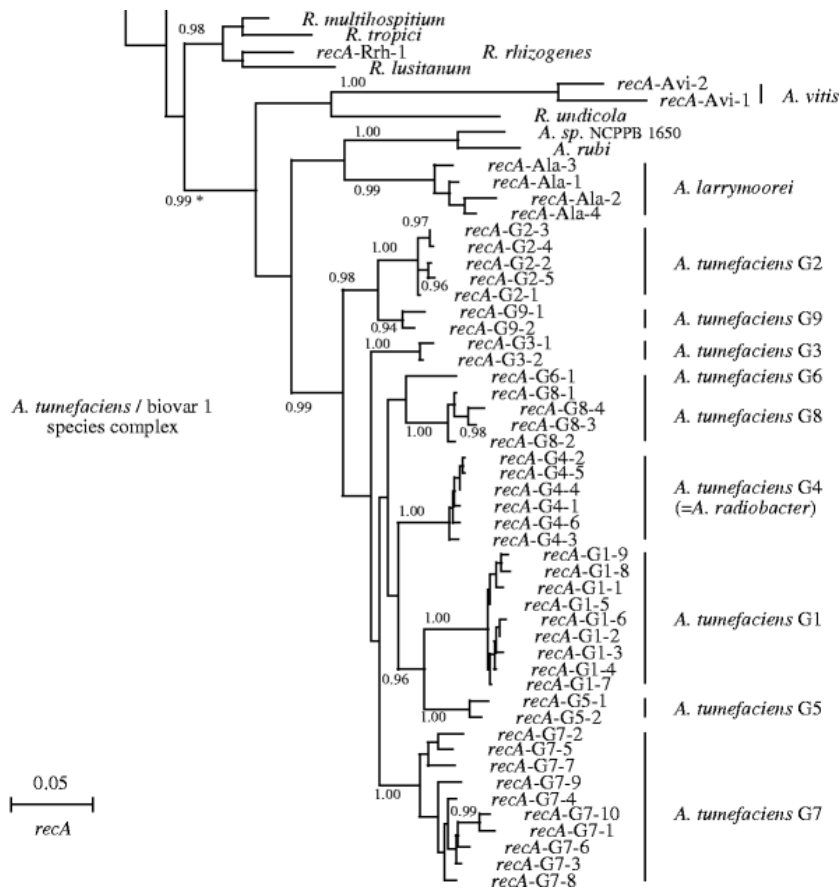 R. multihospitium
0.98
R. tropici
recA-Rrh-1 R. rhizogenes
R. lusitanum
1.00
recA-Avi-2
recA-Avi-1 A. vitis
R. undicola
1.00
A. sp. NCPPB 1650
A. rubi
recA-Ala-3
recA-Ala-1
0.99
A. larrymoorei
recA-Ala-2
0.99 *
recA-Ala-4
0.97
recA-G2-3
1.00
recA-G2-4
recA-G2-2
A. tumefaciens G2
0.98
recA-G2-5
0.96
recA-G2-1
recA-G9-1
A. tumefaciens G9
0.94
recA-G9-2
1.00
recA-G3-1
A. tumefaciens G3
recA-G3-2
recA-G6-1 A. tumefaciens G6
recA-G8-1
0.99
A. tumefaciens / biovar 1
species complex
recA-G8-4
A. tumefaciens G8
1.00
recA-G8-3
0.98
recA-G8-2
recA-G4-2
recA-G4-5
recA-G4-4
A. tumefaciens G4
(=A. radiobacter)
recA-G4-1
1.00
recA-G4-6
recA-G4-3
recA-G1-9
recA-G1-8
recA-G1-1
recA-G1-5
1.00
recA-G1-6
A. tumefaciens G1
recA-G1-2
recA-G1-3
recA-G1-4
0.96
recA-G1-7
recA-G5-1
A. tumefaciens G5
1.00
recA-G5-2
recA-G7-2
recA-G7-5
recA-G7-7
0.05
recA-G7-9
1.00
recA-G7-4
0.99
recA-G7-10
A. tumefaciens G7
recA
recA-G7-1
recA-G7-6
recA-G7-3
recA-G7-8